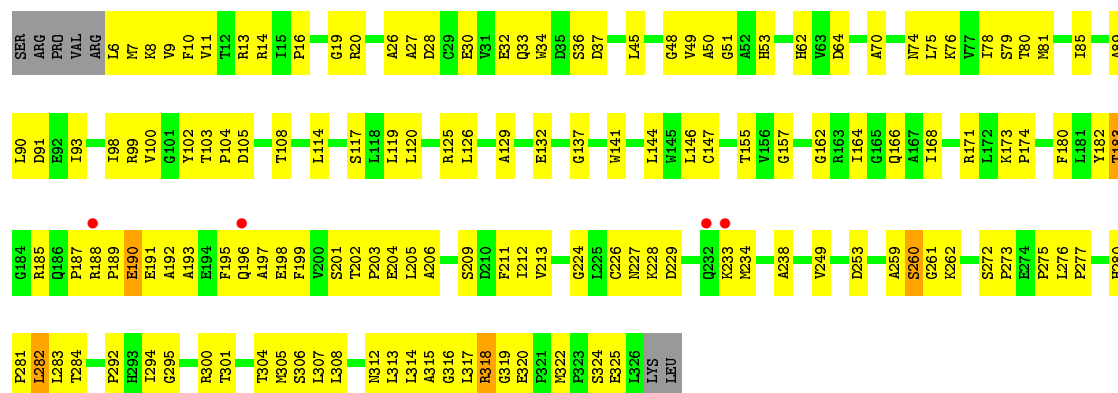 SER ARG PRO VAL ARG L6 M7 K8 V9 F10 V11 T12 R13 R14 I15 P16 G19 R20 A26 A27 D28 C29 E30 V31 E32 Q33 W34 D35 S36 D37 L45 G48 V49 A50 G51 A52 H53 H62 V63 D64 A70 N74 L75 K76 V77 I78 S79 T80 M81 I85 A89
L90 D91 E92 I93 I98 R99 V100 G101 Y102 T103 P104 D105 T108 L114 S117 L118 L119 L120 R125 L126 A129 E132 G137 W141 L144 W145 L146 C147 T155 V156 G157 G162 R163 I164 G165 Q166 A167 I168 R171 L172 K173 P174 F180 L181 Y182 T183
G184 R185 Q186 P187 R188 P189 E190 E191 A192 A193 E194 F195 Q196 A197 E198 F199 V200 S201 T202 P203 E204 L205 A206 S209 D210 F211 I212 V213 G224 L225 C226 N227 K228 D229 Q232 K233 M234 A238 V249 D253 A259 S260 G261 K262 S272 P273 E274 P275 L276 P277 H280
P281 L282 L283 T284 P292 H293 I294 G295 R300 T301 T304 M305 S306 L307 L308 N312 L313 L314 A315 G316 L317 R318 G319 E320 P321 M322 P323 S324 E325 L326 LYS LEU